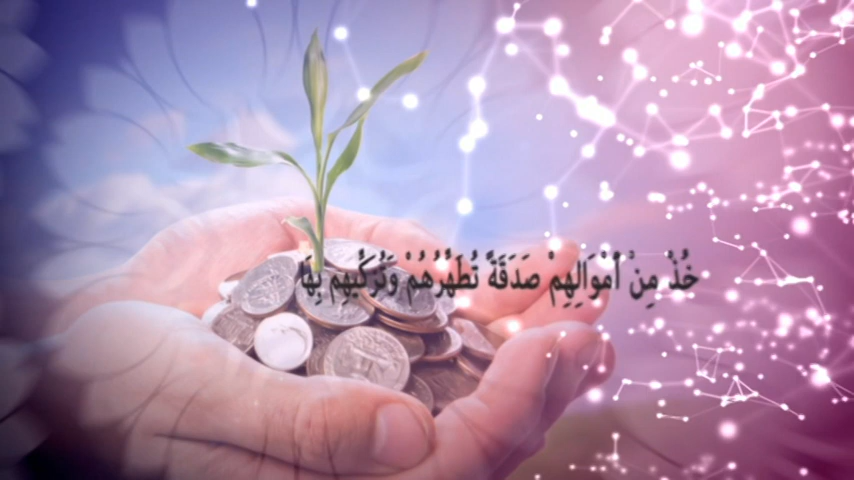 خُذْ مِنْ أَمْوَالِهِمْ صَدَقَةً تُطَهِّرُهُمْ وَتُزَكِّيهِم بِهَا